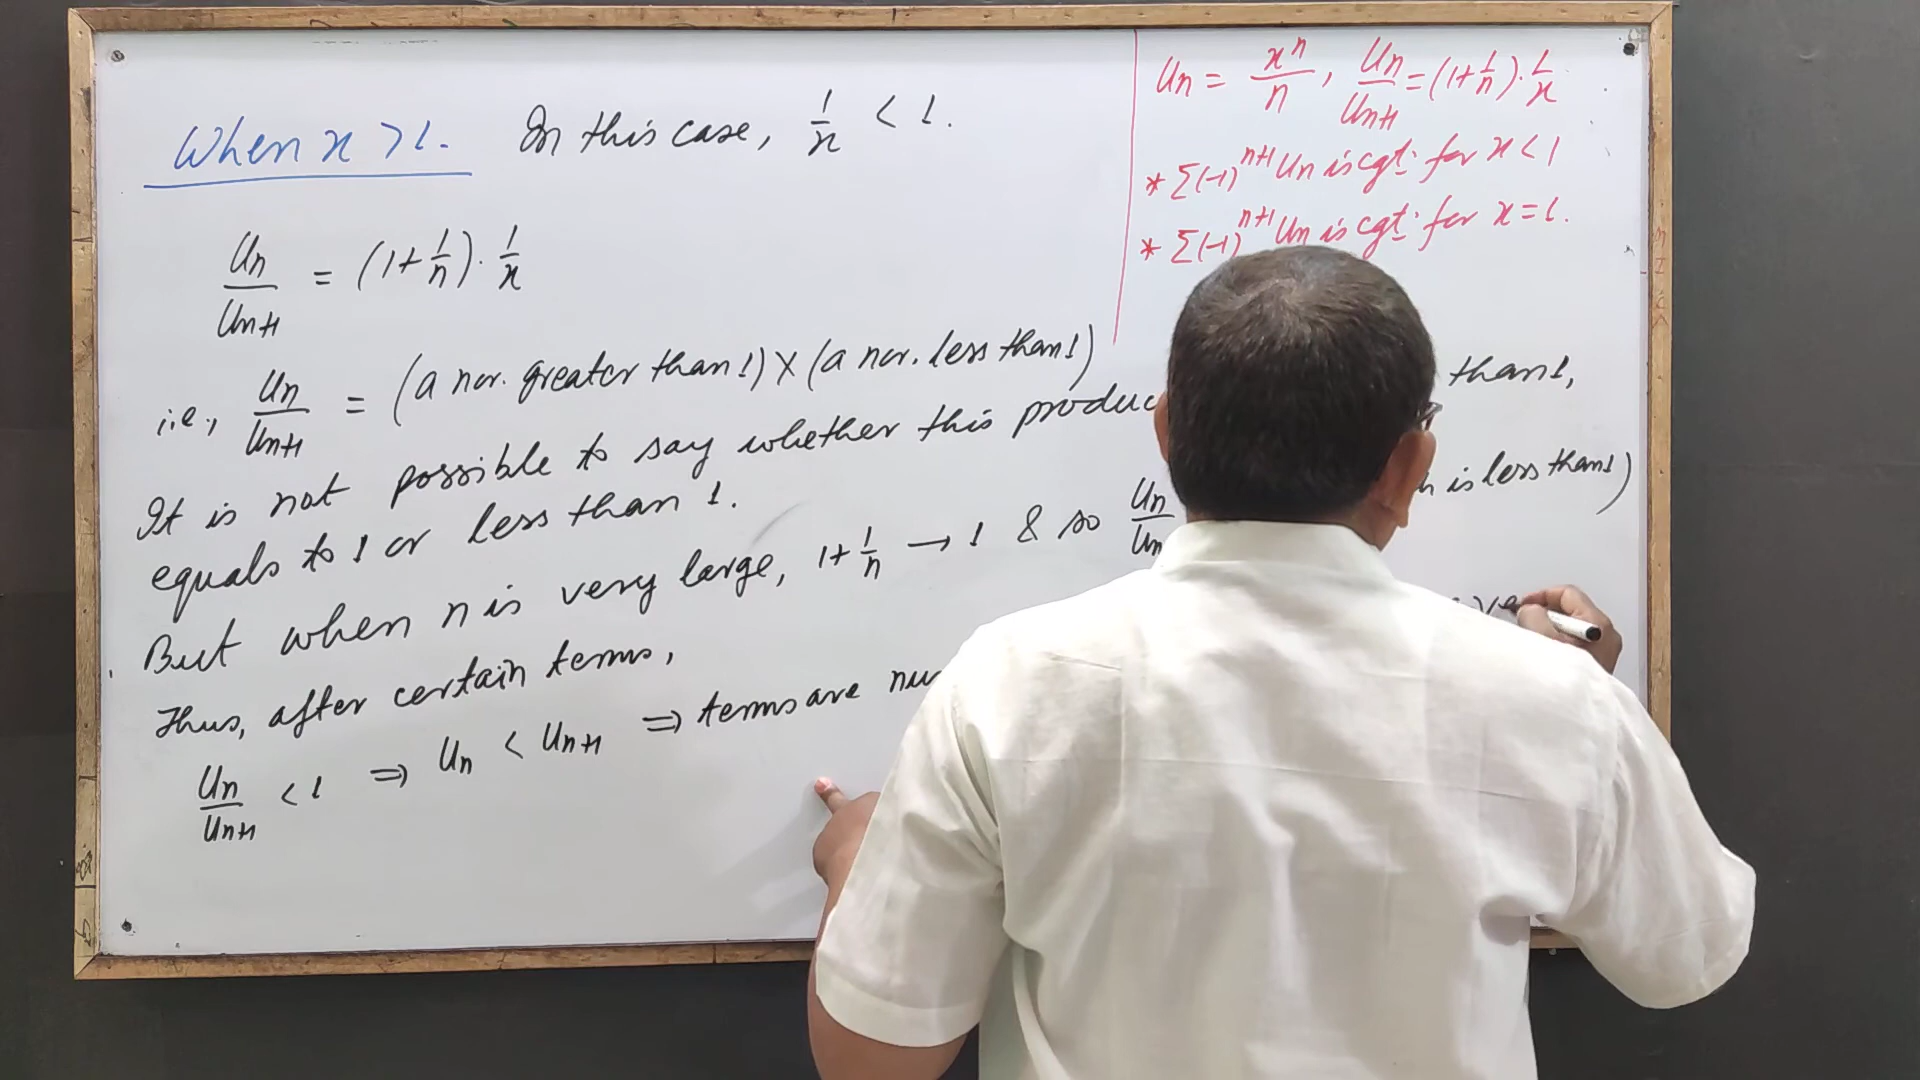 When x > 1. In this case, 1/x < 1.
Un/Un+1 = (1+1/n). 1/x
i.e., Un/Un+1 = (a nor. greater than 1) X (a nor. less than 1)
It is not possible to say whether this produc than 1,
equals to 1 or less than 1.
But when n is very large, 1+1/n → 1 & so Un/Un is less than 1)
Thus, after certain terms,
Un/Un+1 < 1 ⇒ Un < Un+1 ⇒ terms are nu
Un = x^n/n, Un/Un+1 = (1+1/n). 1/x
* Σ(-1)^n+1 Un is cgt. for x < 1
* Σ(-1)^n+1 Un is cgt. for x = 1.